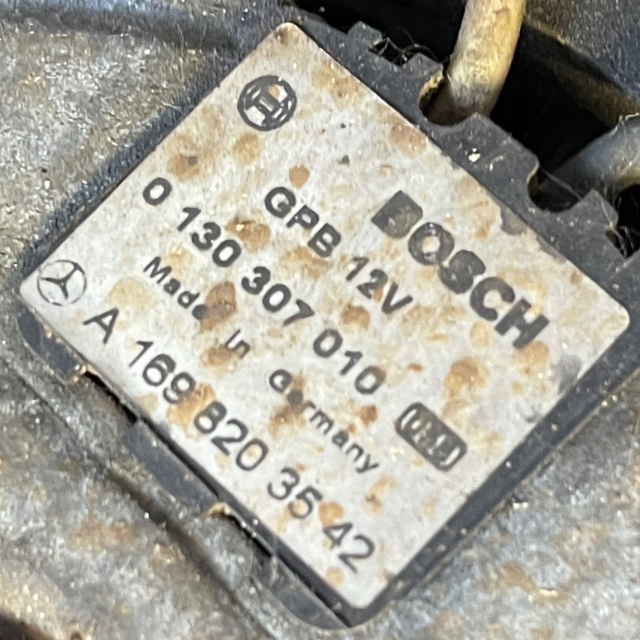 BOSCH
GPB 12V
0 130 307 010
Made in Germany
A 169 820 35 42